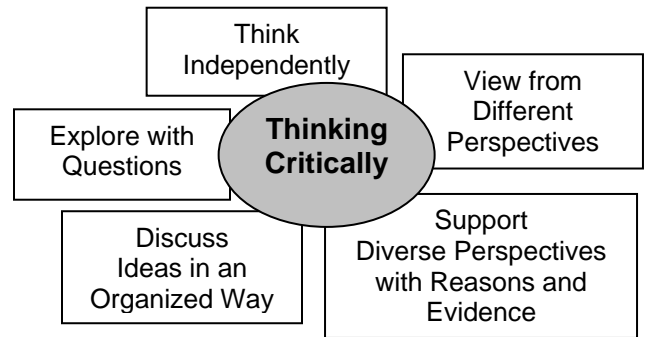 Think
Independently
View from
Different
Perspectives
Thinking
Critically
Explore with
Questions
Support
Diverse Perspectives
with Reasons and
Evidence
Discuss
Ideas in an
Organized Way